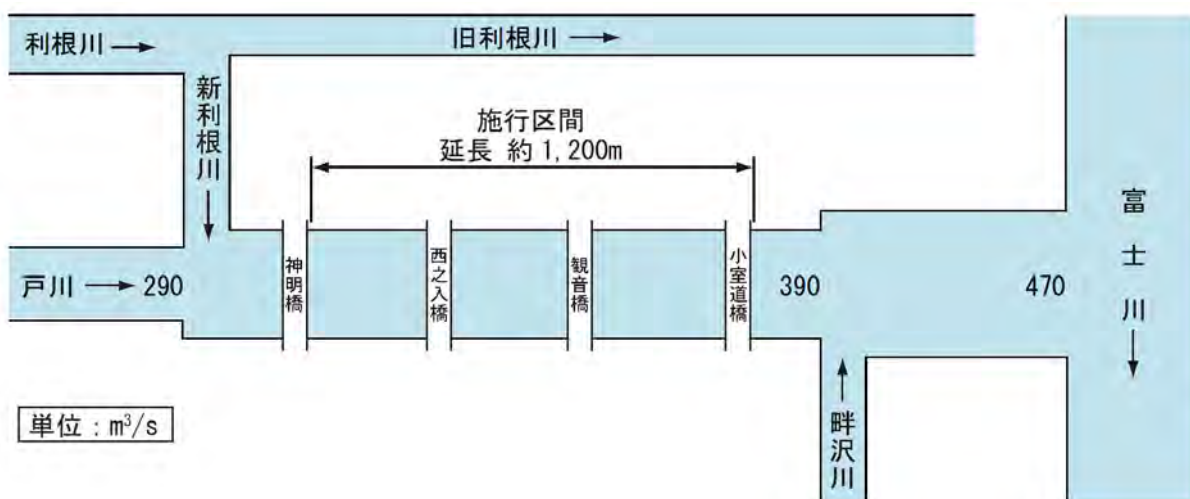 利根川→
旧利根川→
新利根川↓
施行区間
延長 約1,200m
富士川↓
戸川→290
神明橋
西之入橋
観音橋
小室道橋
390
470
単位：m³/s
↑畔沢川